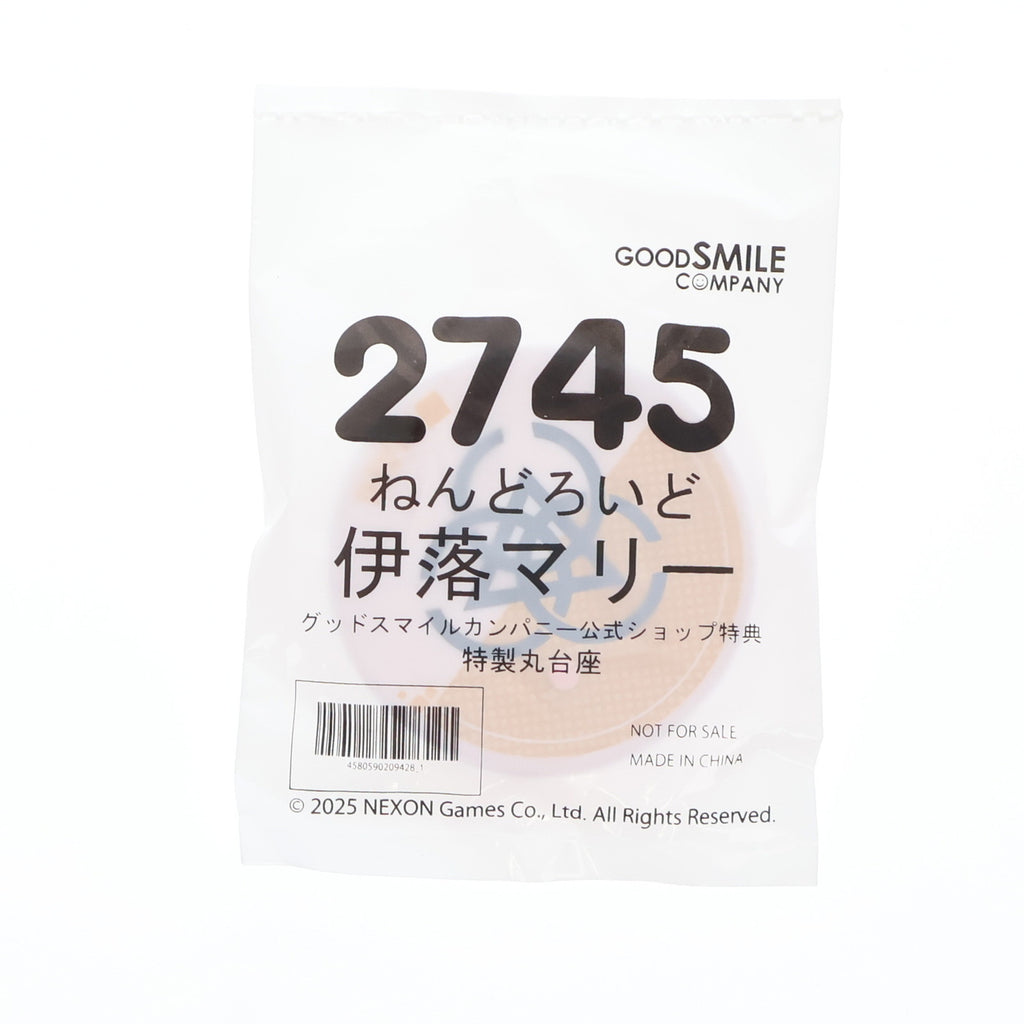 GOODSMILE
COMPANY
2745
ねんどろいど
伊落マリー
グッドスマイルカンパニー公式ショップ特典
特製丸台座
4580590209428_1
NOT FOR SALE
MADE IN CHINA
© 2025 NEXON Games Co., Ltd. All Rights Reserved.